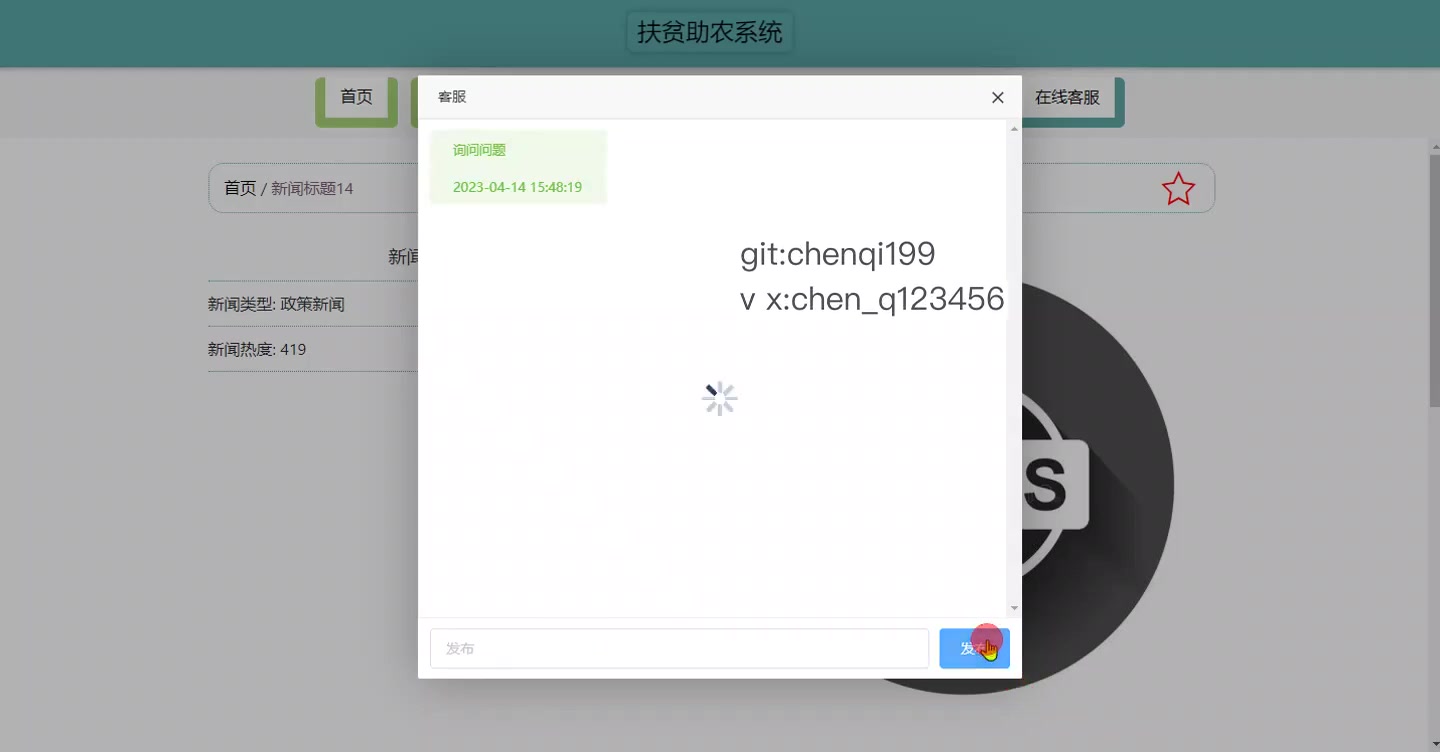 扶贫助农系统
首页
在线客服
客服
询问问题
2023-04-14 15:48:19
首页 / 新闻标题14
git:chenqi199
v x:chen_q123456
新闻
新闻类型: 政策新闻
新闻热度: 419
S
发布
发